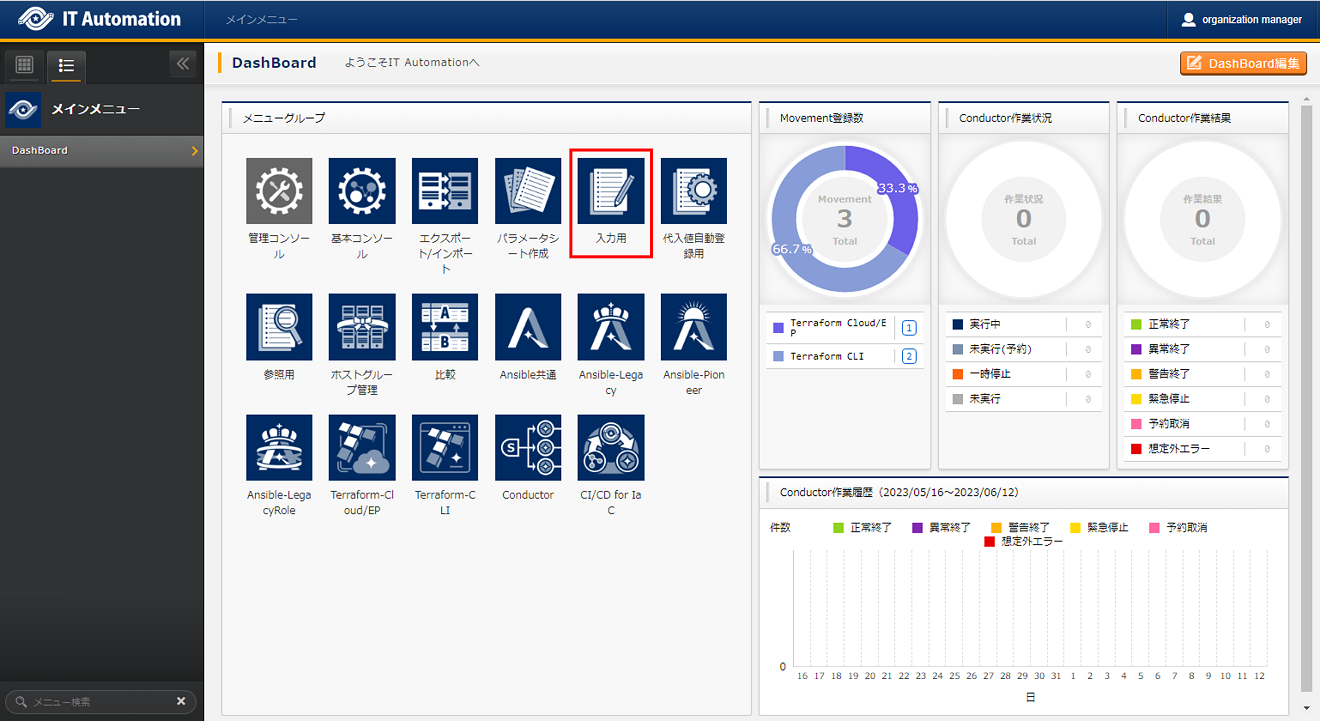 IT Automation
メインメニュー
organization manager
メインメニュー
DashBoard
メニュー検索
DashBoard
ようこそIT Automationへ
DashBoard編集
メニューグループ
管理コンソー
ル
基本コンソー
ル
エクスポー
ト/インポー
ト
パラメータシ
ート作成
入力用
代入値自動登
録用
参照用
ホストグルー
プ管理
A
B
比較
Ansible共通
Ansible-Lega
cy
Ansible-Pion
eer
Ansible-Lega
cyRole
Terraform-Cl
oud/EP
Terraform-C
LI
S
Conductor
CI/CD for Ia
C
Movement登録数
33.3 %
66.7 %
Movement
3
Total
Terraform Cloud/E
P
1
Terraform CLI
2
Conductor作業状況
作業状況
0
Total
実行中 0
未実行(予約) 0
一時停止 0
未実行 0
Conductor作業結果
作業結果
0
Total
正常終了 0
異常終了 0
警告終了 0
緊急停止 0
予約取消 0
想定外エラー 0
Conductor作業履歴（2023/05/16～2023/06/12）
件数
正常終了 異常終了 警告終了 緊急停止 予約取消
想定外エラー
0
16 17 18 19 20 21 22 23 24 25 26 27 28 29 30 31 1 2 3 4 5 6 7 8 9 10 11 12
日